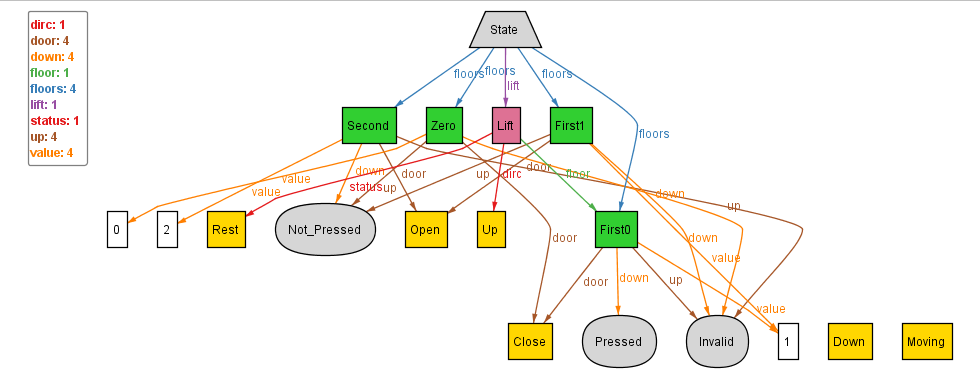 dirc: 1
door: 4
down: 4
floor: 1
floors: 4
lift: 1
status: 1
up: 4
value: 4
State
floors
floors
floors
lift
Second
Zero
Lift
First1
floors
down
door
up
dirc
door
floor
value
value
status
up
down
up
0
2
Rest
Not_Pressed
Open
Up
First0
door
down
value
door
down
up
value
Close
Pressed
Invalid
1
Down
Moving